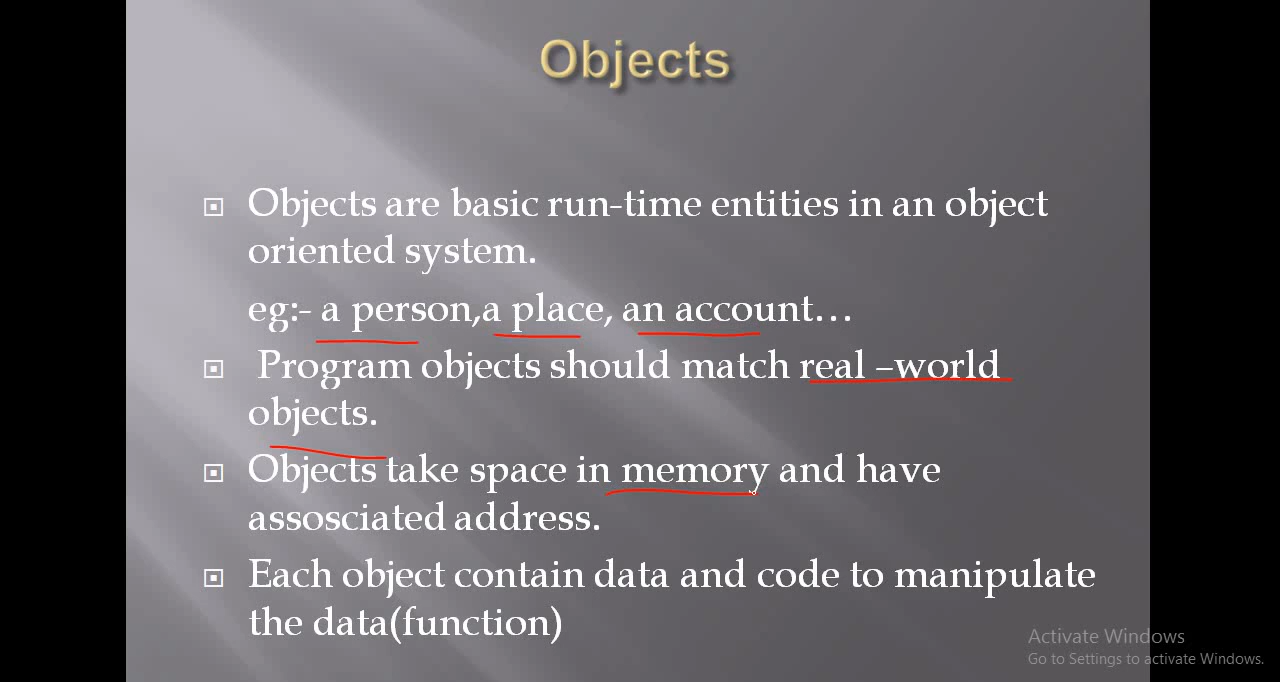 Objects
Objects are basic run-time entities in an object
oriented system.
eg:- a person,a place, an account…
Program objects should match real –world
objects.
Objects take space in memory and have
assosciated address.
Each object contain data and code to manipulate
the data(function)
Activate Windows
Go to Settings to activate Windows.